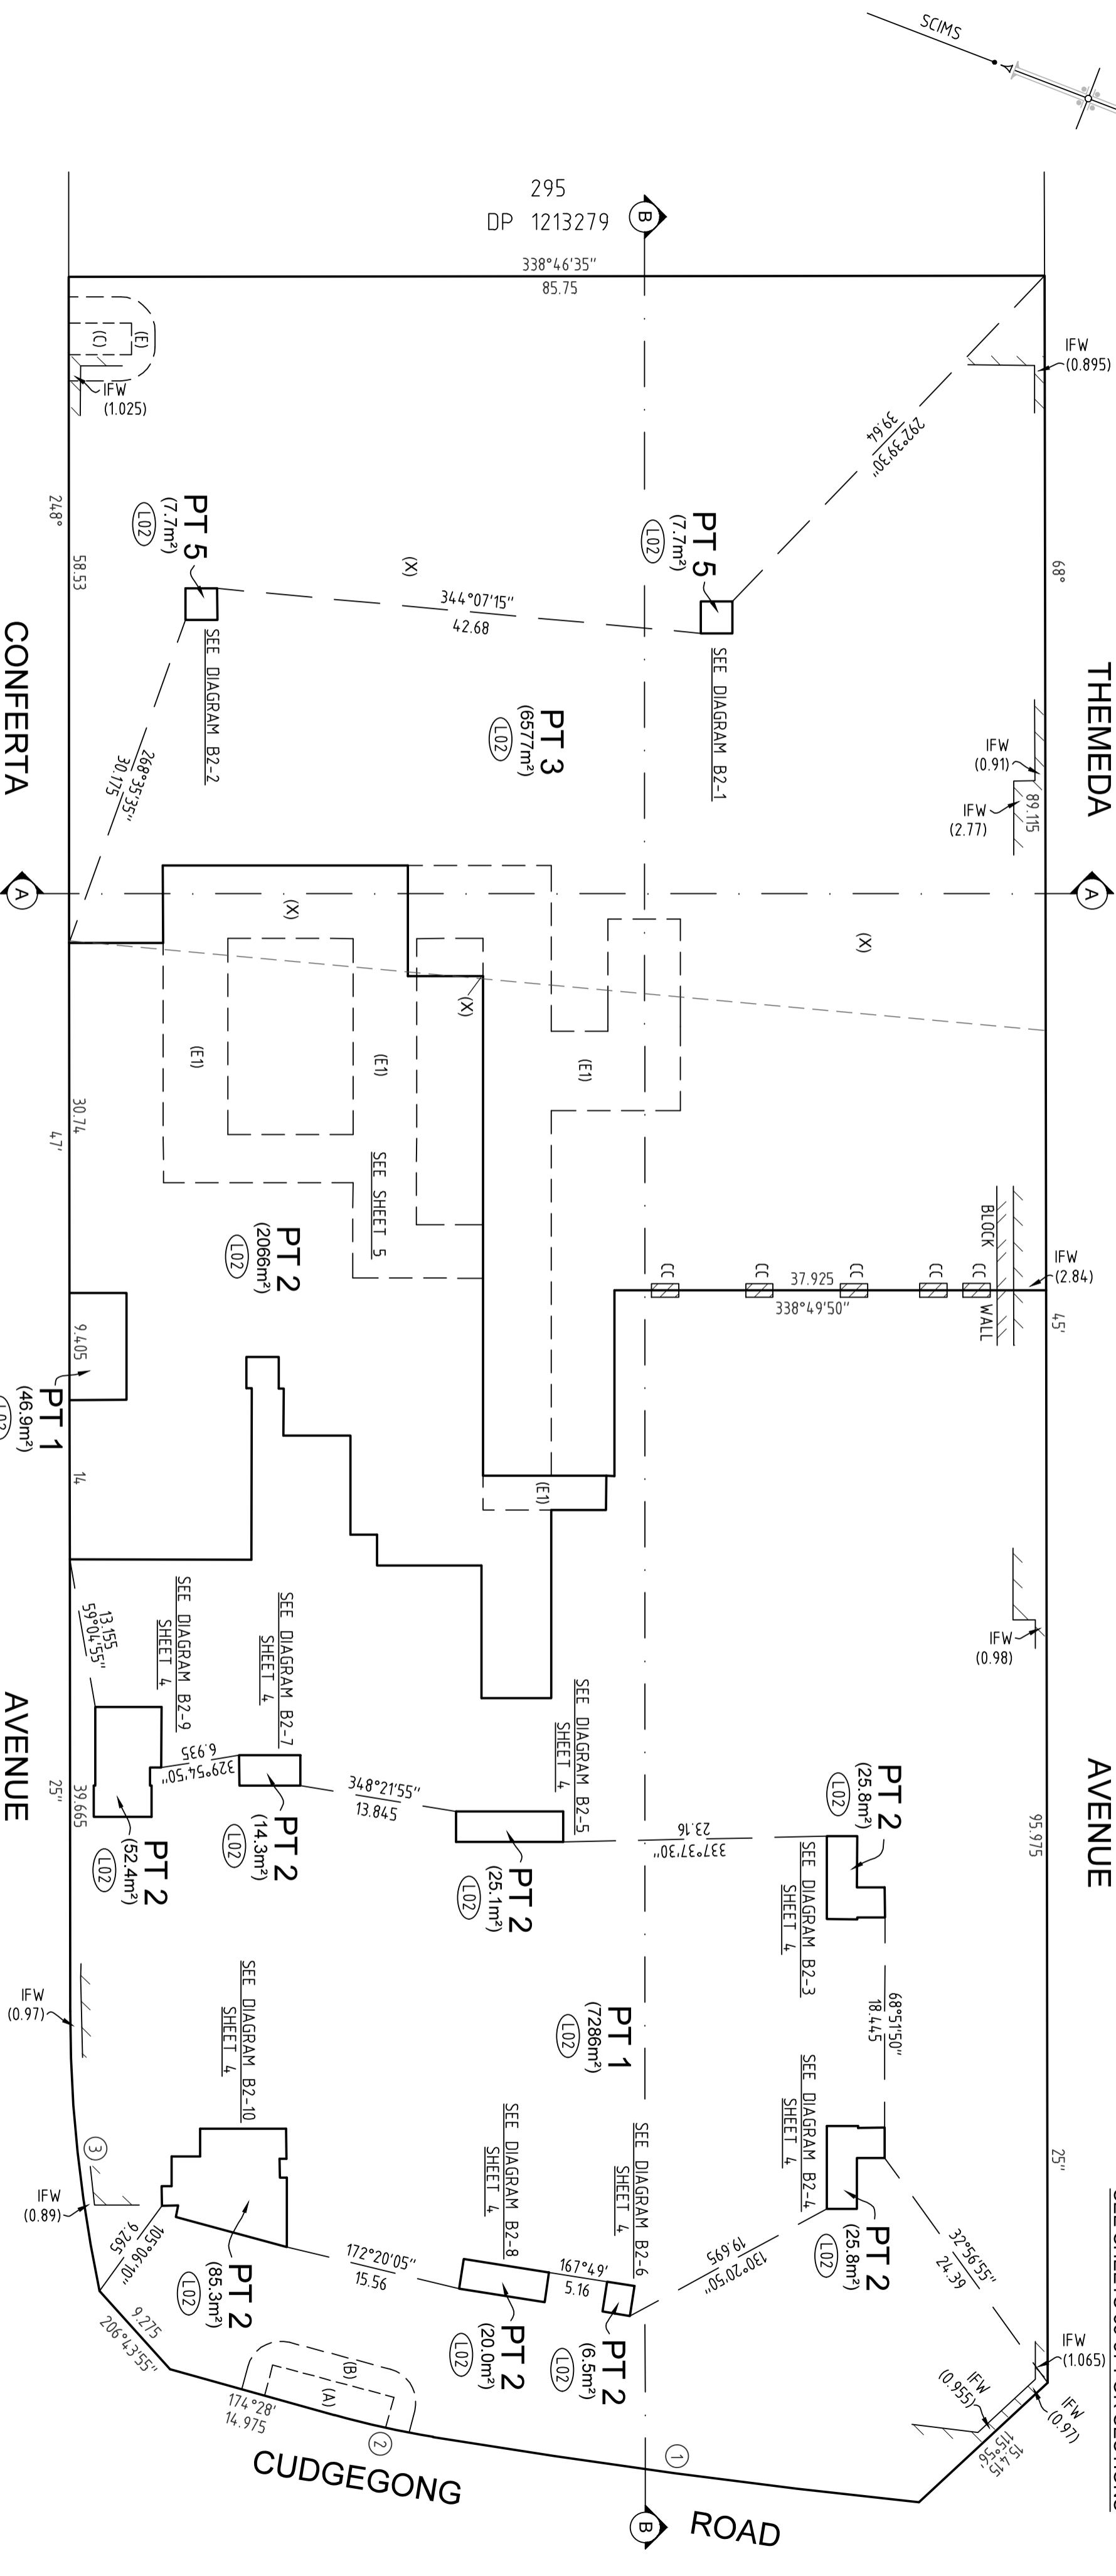 SCIMS
295
DP 1213279
B
338°46'35"
85.75
(E)
(C)
IFW
(1.025)
IFW
(0.895)
292°39'30"
39.64
248°
58.53
68°
PT 5
(7.7m²)
L02
PT 5
(7.7m²)
L02
(X)
344°07'15"
42.68
SEE DIAGRAM B2-2
SEE DIAGRAM B2-1
CONFERTA
THEMEDA
PT 3
(6577m²)
L02
268°35'35"
30.175
IFW
(0.91)
IFW
(2.77)
89.115
A
A
(X)
(X)
(X)
(E1)
(E1)
(E1)
30.74
47'
SEE SHEET 5
PT 2
(2066m²)
L02
BLOCK
WALL
IFW
(2.84)
45'
CC
CC
CC
CC
CC
37.925
338°49'50"
9.405
PT 1
(46.9m²)
14
(E1)
13.155
59°04'55"
SEE DIAGRAM B2-9
SHEET 4
SEE DIAGRAM B2-7
SHEET 4
SEE DIAGRAM B2-5
SHEET 4
IFW
(0.98)
AVENUE
AVENUE
25"
39.665
6.935
329°54'50"
348°21'55"
13.845
23.16
337°37'30"
95.975
PT 2
(25.8m²)
L02
PT 2
(52.4m²)
L02
PT 2
(14.3m²)
L02
PT 2
(25.1m²)
L02
SEE DIAGRAM B2-3
SHEET 4
68°51'50"
18.445
IFW
(0.97)
SEE DIAGRAM B2-10
SHEET 4
PT 1
(7286m²)
L02
SEE DIAGRAM B2-4
SHEET 4
25"
SEE DIAGRAM B2-8
SHEET 4
SEE DIAGRAM B2-6
SHEET 4
3
IFW
(0.89)
105°06'10"
9.265
PT 2
(85.3m²)
L02
172°20'05"
15.56
167°49'
5.16
130°20'50"
19.695
PT 2
(25.8m²)
L02
32°56'55"
24.39
9.275
206°43'55"
(B)
(A)
PT 2
(20.0m²)
L02
PT 2
(6.5m²)
L02
IFW
(1.065)
IFW
(0.97)
IFW
(0.955)
15.415
115°56'
174°28'
14.975
2
1
CUDGEGONG
ROAD
B